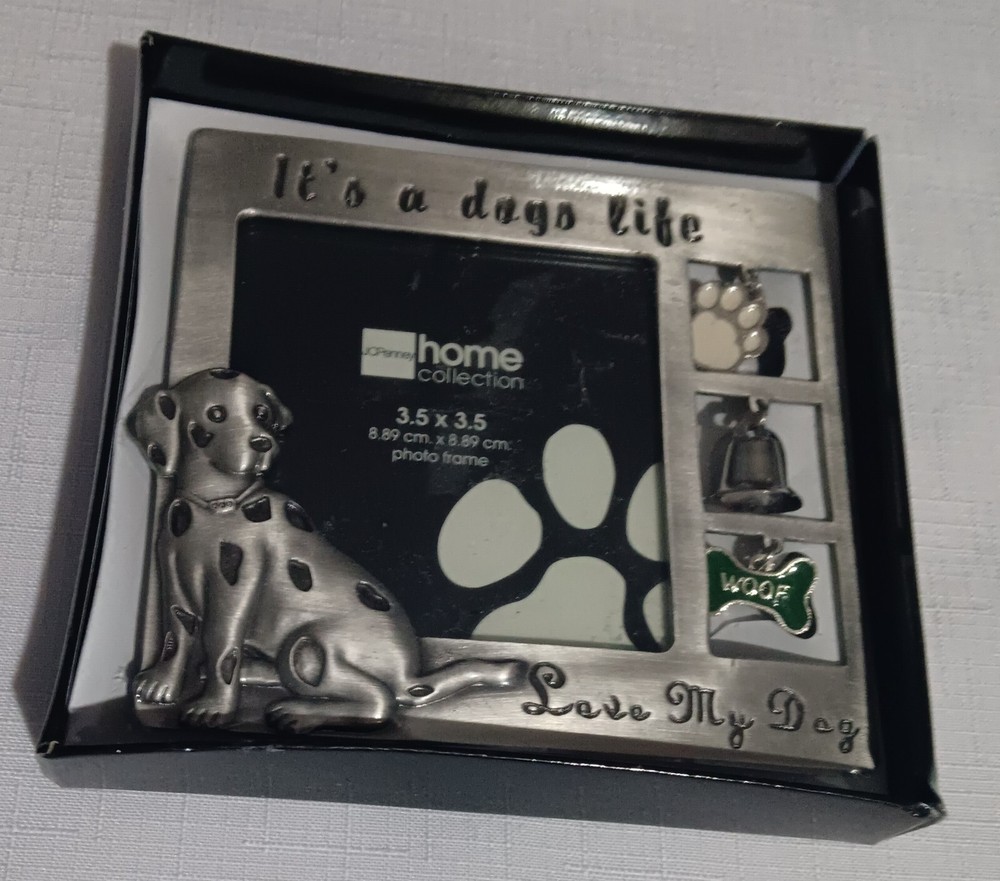 It's a dogs life
JCPenney home
collection
3.5 x 3.5
8.89 cm. x 8.89 cm.
photo frame
WOOF
Love My Dog